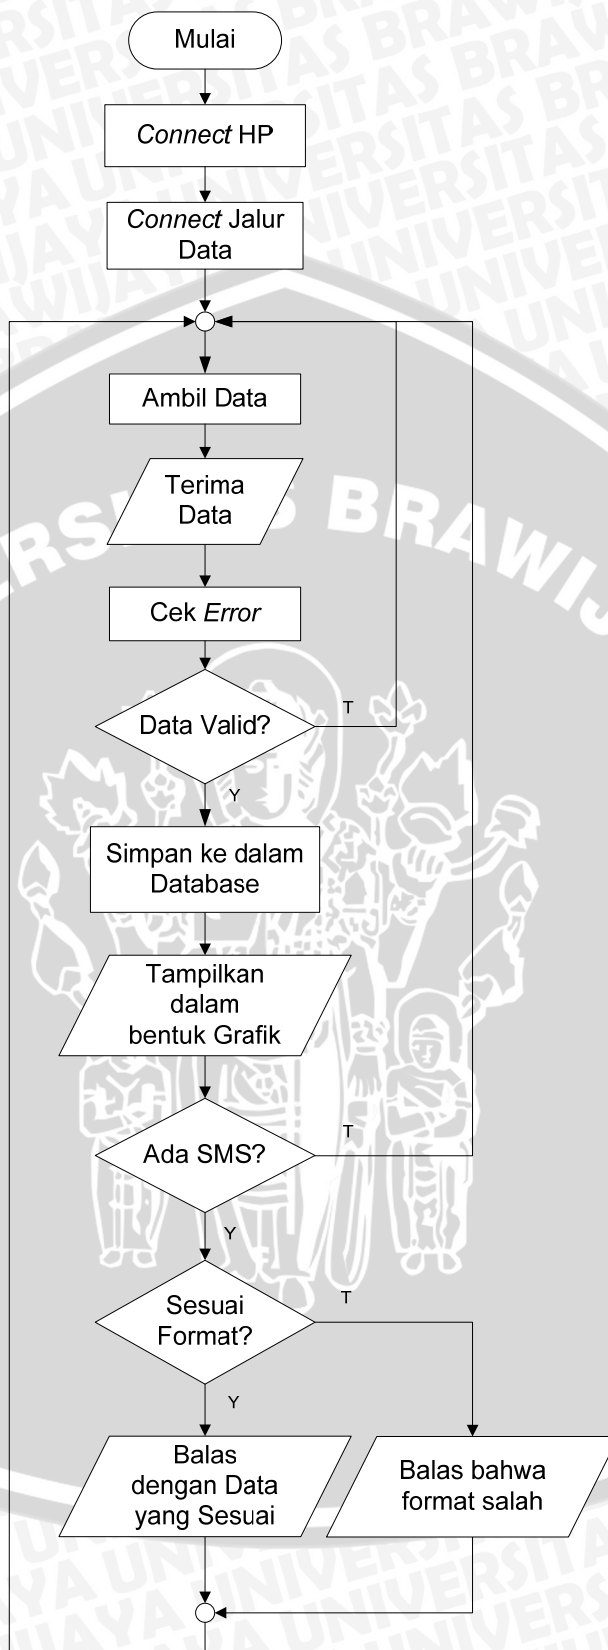 Mulai
Connect HP
Connect Jalur
Data
Ambil Data
Terima
Data
Cek Error
Data Valid?
T
Y
Simpan ke dalam
Database
Tampilkan
dalam
bentuk Grafik
Ada SMS?
T
Y
Sesuai
Format?
T
Y
Balas
dengan Data
yang Sesuai
Balas bahwa
format salah